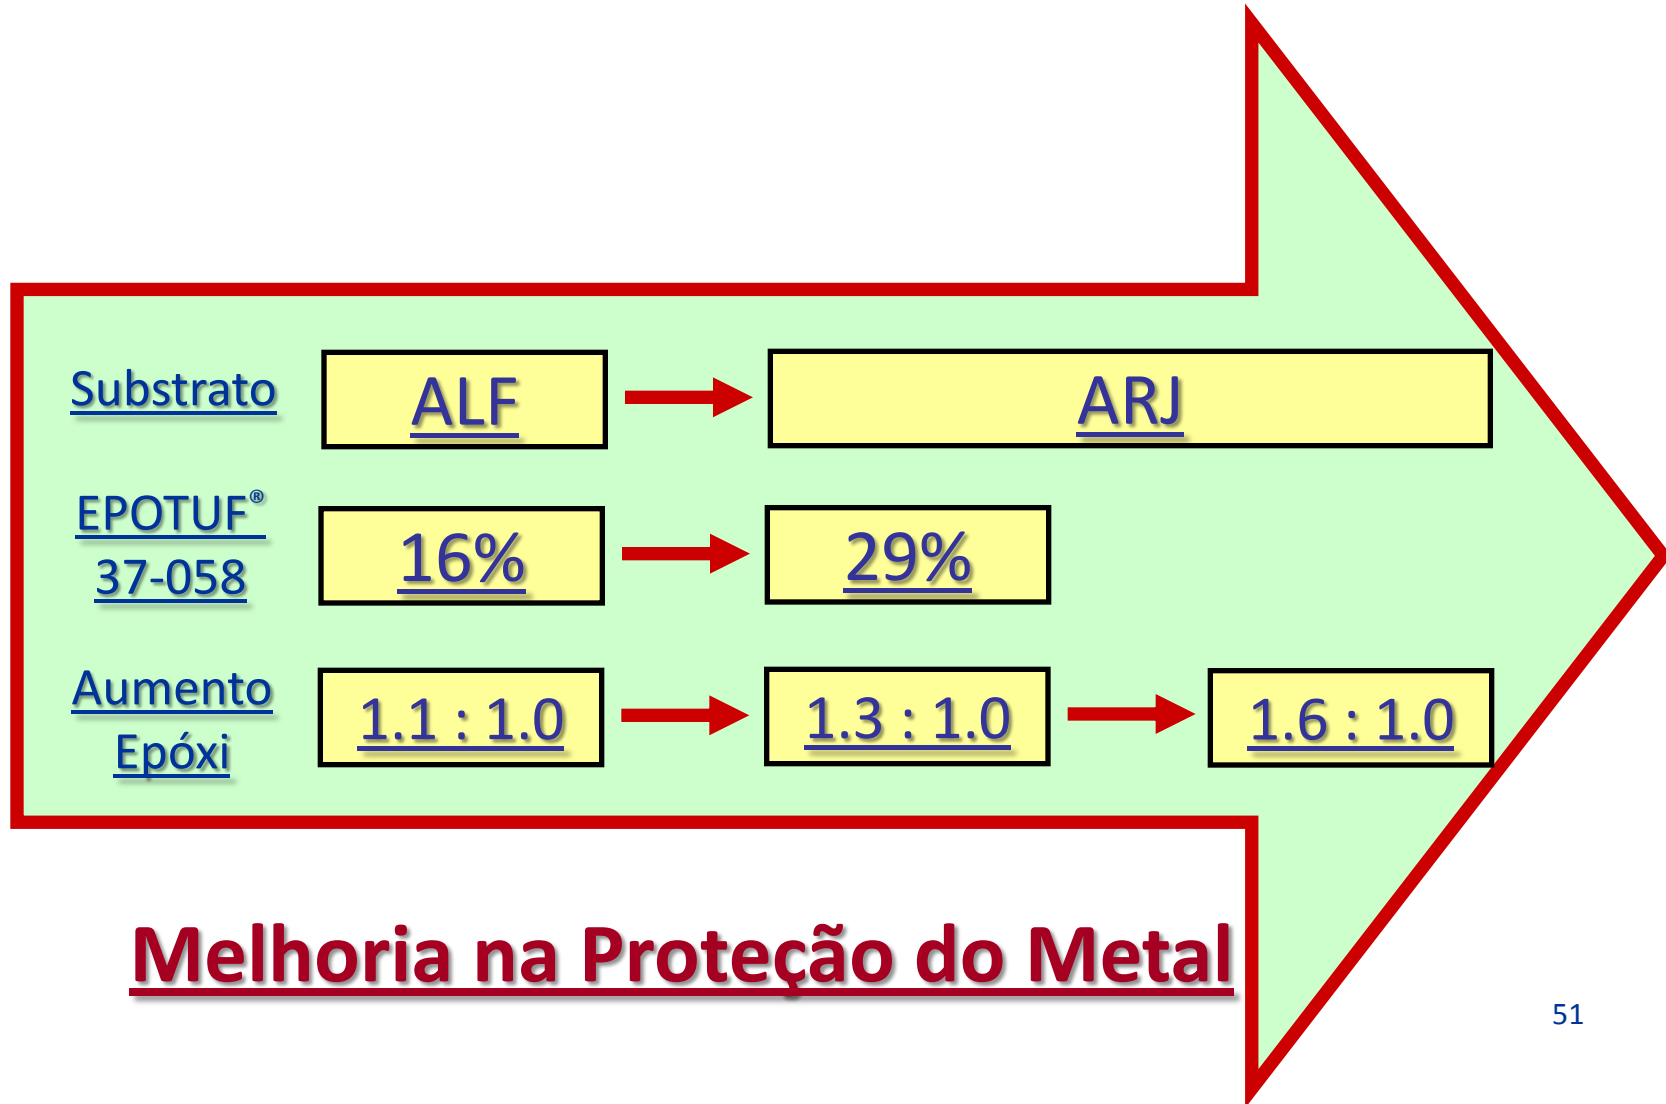 Substrato
ALF
ARJ
EPOTUF®
37-058
16%
29%
Aumento
Epóxi
1.1 : 1.0
1.3 : 1.0
1.6 : 1.0
Melhoria na Proteção do Metal
51